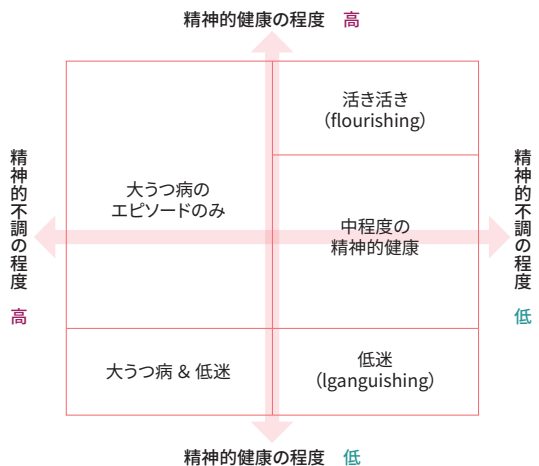 精神的健康の程度 高
活き活き
(flourishing)
精神的不調の程度 高
大うつ病の
エピソードのみ
中程度の
精神的健康
精神的不調の程度 低
大うつ病 & 低迷
低迷
(lganguishing)
精神的健康の程度 低